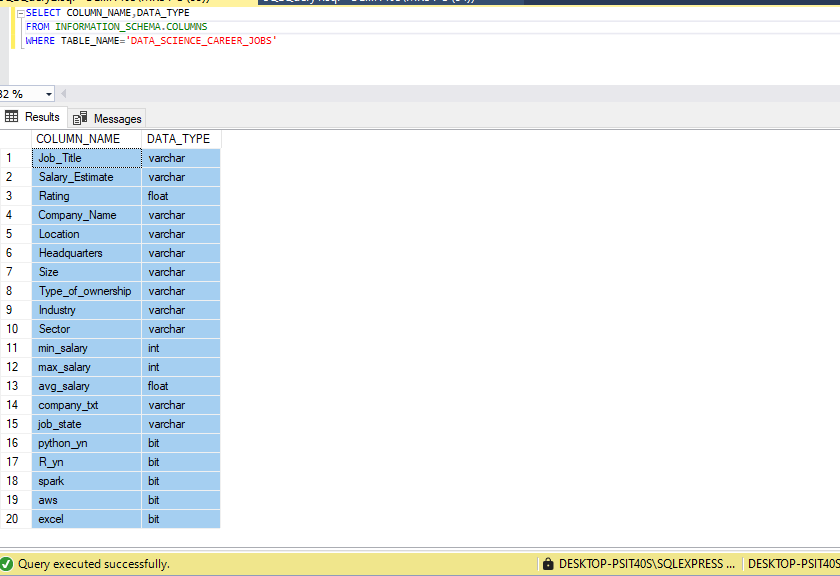 SELECT COLUMN_NAME,DATA_TYPE
FROM INFORMATION_SCHEMA.COLUMNS
WHERE TABLE_NAME='DATA_SCIENCE_CAREER_JOBS'
%
Results Messages
COLUMN_NAME DATA_TYPE
1 Job_Title varchar
2 Salary_Estimate varchar
3 Rating float
4 Company_Name varchar
5 Location varchar
6 Headquarters varchar
7 Size varchar
8 Type_of_ownership varchar
9 Industry varchar
10 Sector varchar
11 min_salary int
12 max_salary int
13 avg_salary float
14 company_txt varchar
15 job_state varchar
16 python_yn bit
17 R_yn bit
18 spark bit
19 aws bit
20 excel bit
Query executed successfully. DESKTOP-PSIT40S\SQLEXPRESS ... DESKTOP-PSIT40S